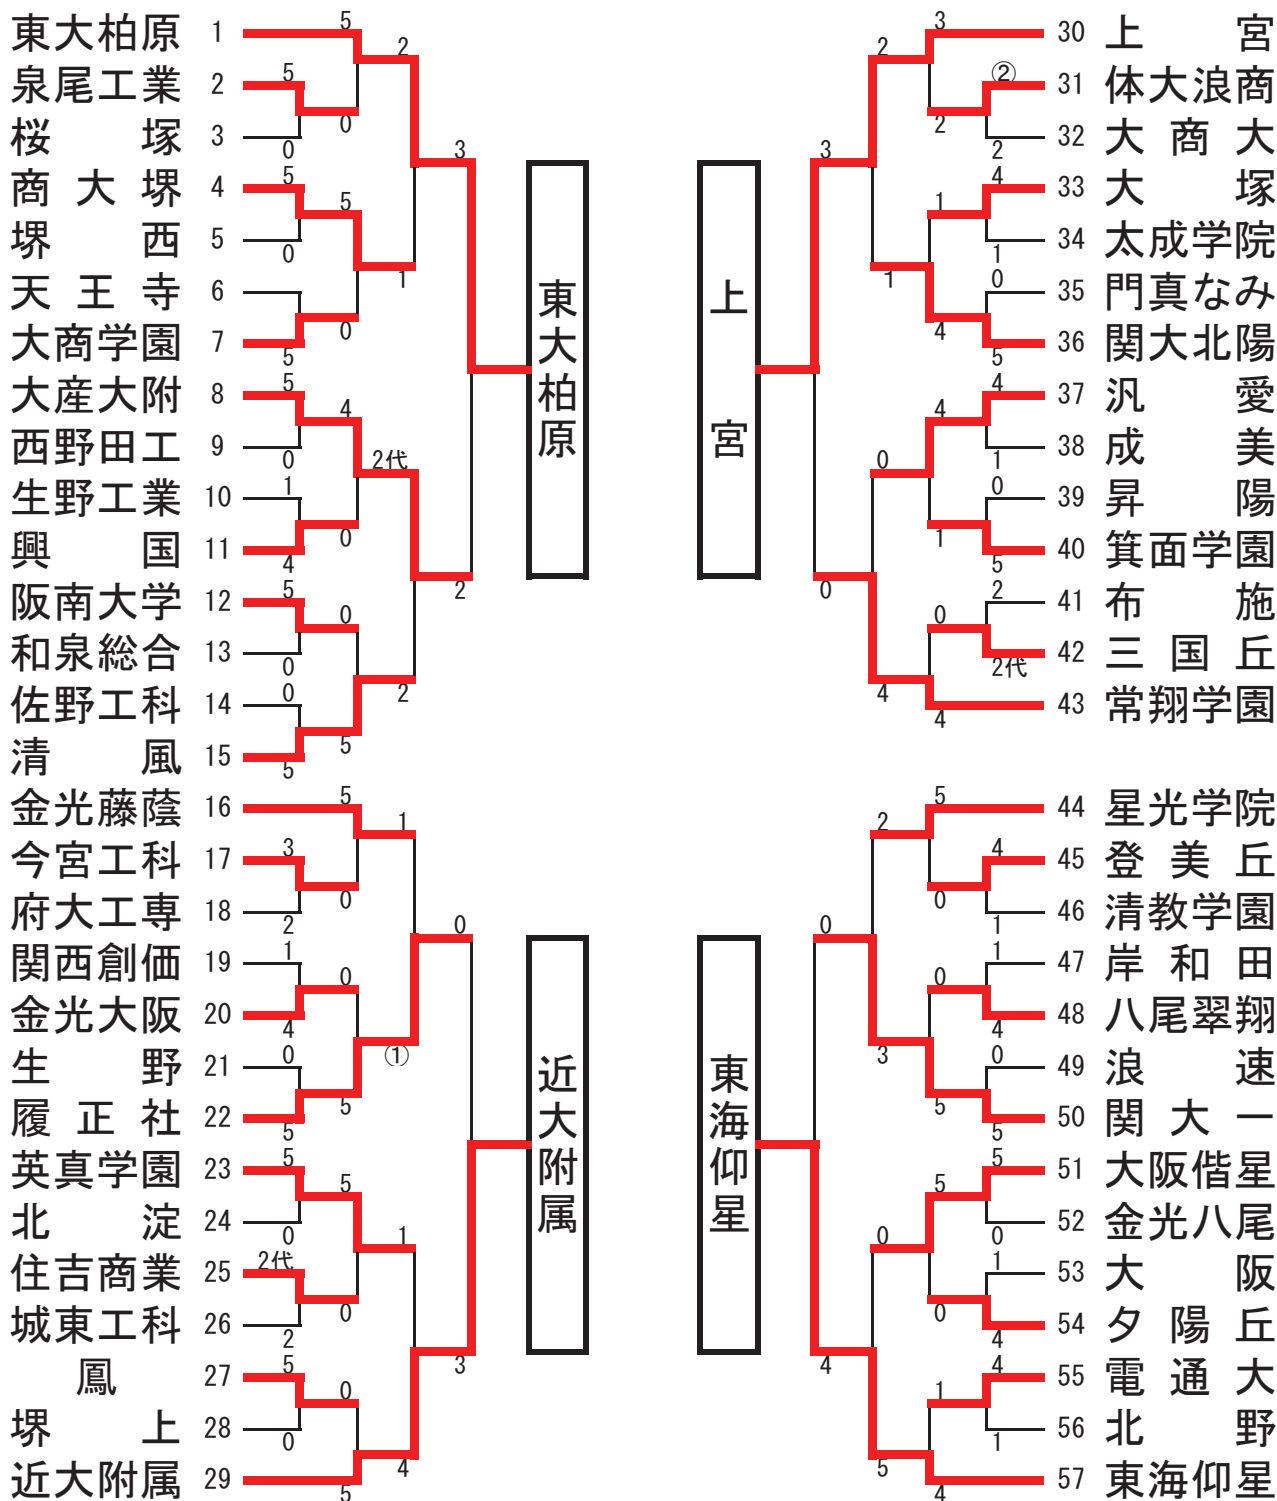 東大柏原 1 5
2
泉尾工業 2 5
0
桜塚 3 0
3
商大堺 4 5
5
堺西 5 0
1
天王寺 6
0
大商学園 7 5
大産大附 8 5
4
西野田工 9 0
2代
生野工業 10 1
0
興国 11 4
2
阪南大学 12 5
0
和泉総合 13 0
2
佐野工科 14 0
5
清風 15 5
東大柏原
金光藤蔭 16 5
1
今宮工科 17 3
0
府大工専 18 2
0
関西創価 19 1
0
金光大阪 20 4
①
生野 21 0
5
履正社 22 5
英真学園 23 5
5
北淀 24 0
1
住吉商業 25 2代
0
城東工科 26 2
3
鳳 27 5
0
堺上 28 0
4
近大附属 29 5
近大附属
3 30 上宮
2
② 31 体大浪商
2
2 32 大商大
3
4 33 大塚
1
1 34 太成学院
1
0 35 門真なみ
4
5 36 関大北陽
4 37 汎愛
4
1 38 成美
0
0 39 昇陽
1
5 40 箕面学園
0
2 41 布施
0
2代 42 三国丘
4
4 43 常翔学園
上宮
5 44 星光学院
2
4 45 登美丘
0
1 46 清教学園
0
1 47 岸和田
0
4 48 八尾翠翔
3
0 49 浪速
5
5 50 関大一
5 51 大阪偕星
5
0 52 金光八尾
0
1 53 大阪
0
4 54 夕陽丘
4
4 55 電通大
1
1 56 北野
5
4 57 東海仰星
東海仰星